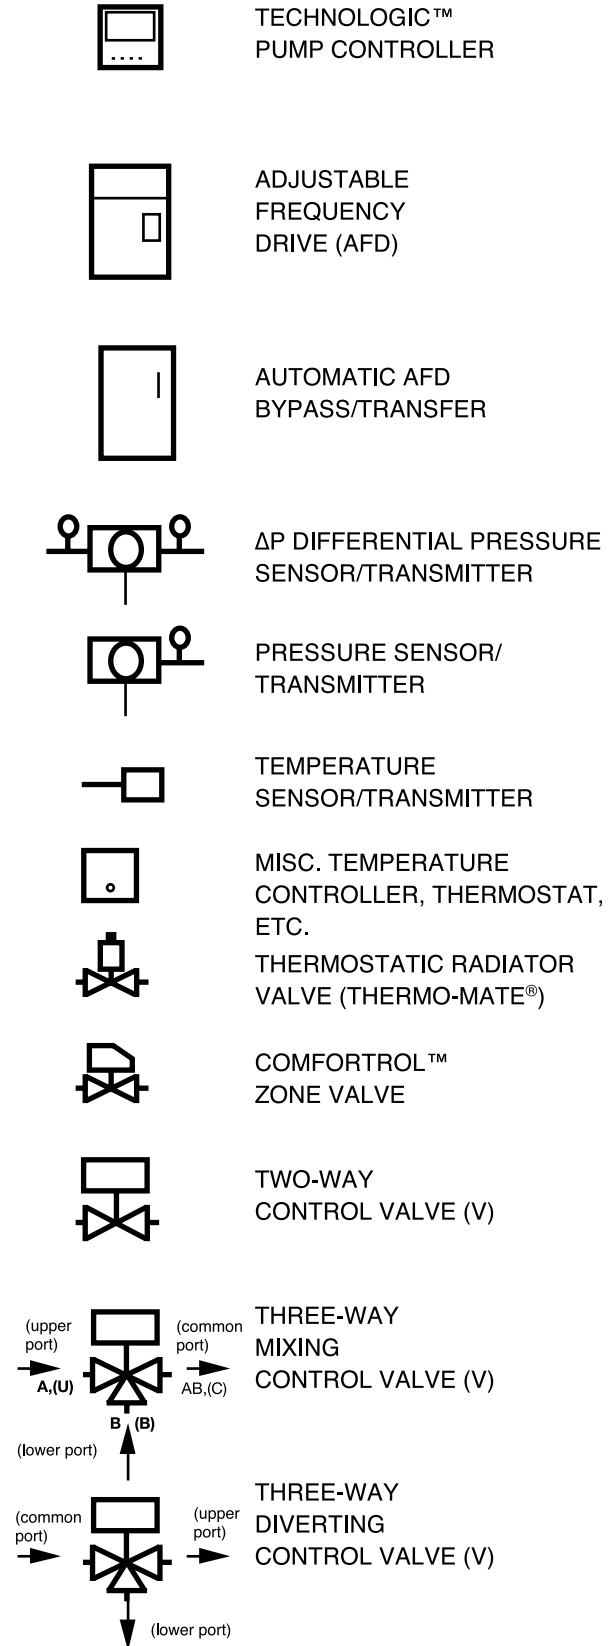 TECHNOLOGIC™
PUMP CONTROLLER
ADJUSTABLE
FREQUENCY
DRIVE (AFD)
AUTOMATIC AFD
BYPASS/TRANSFER
ΔP DIFFERENTIAL PRESSURE
SENSOR/TRANSMITTER
PRESSURE SENSOR/
TRANSMITTER
TEMPERATURE
SENSOR/TRANSMITTER
MISC. TEMPERATURE
CONTROLLER, THERMOSTAT,
ETC.
THERMOSTATIC RADIATOR
VALVE (THERMO-MATE®)
COMFORTROL™
ZONE VALVE
TWO-WAY
CONTROL VALVE (V)
(upper
port)
A,(U)
(common
port)
AB,(C)
B (B)
(lower port)
THREE-WAY
MIXING
CONTROL VALVE (V)
(common
port)
(upper
port)
(lower port)
THREE-WAY
DIVERTING
CONTROL VALVE (V)